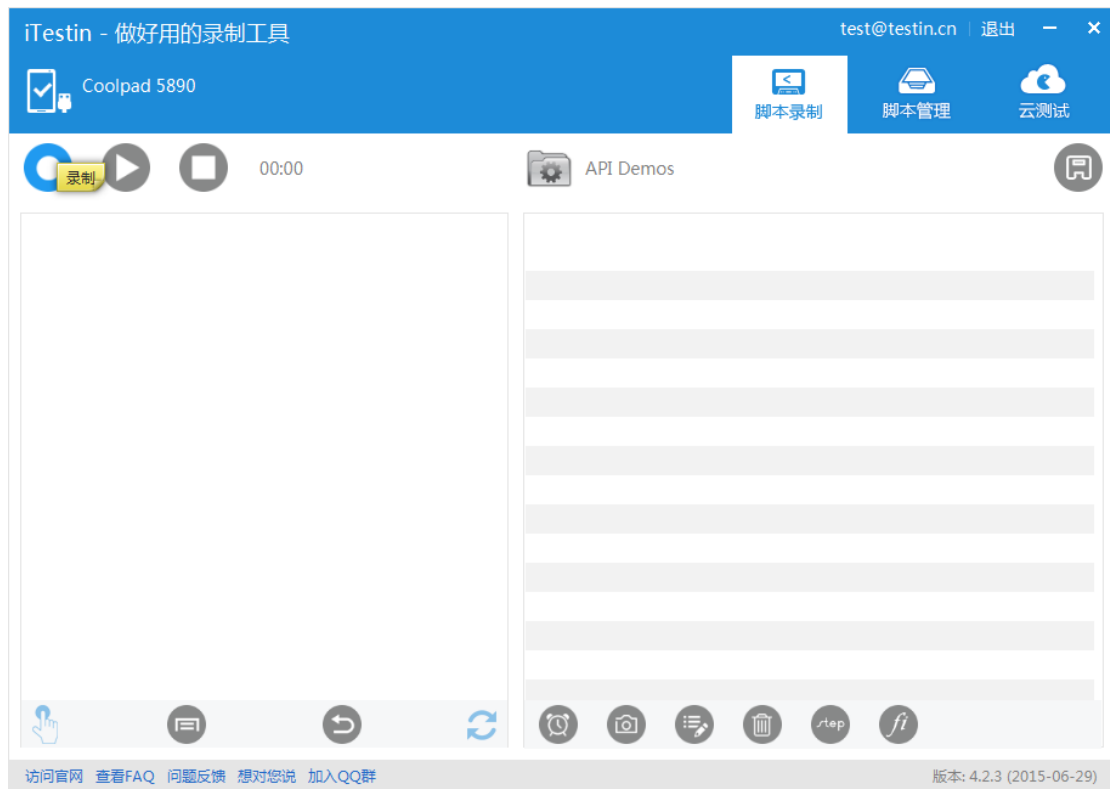 iTestin - 做好用的录制工具
test@testin.cn 退出
Coolpad 5890
脚本录制 脚本管理 云测试
录制 00:00 API Demos
step fi
访问官网 查看FAQ 问题反馈 想对您说 加入QQ群 版本: 4.2.3 (2015-06-29)